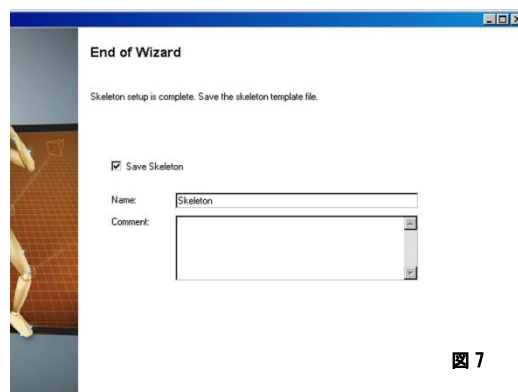 End of Wizard
Skeleton setup is complete. Save the skeleton template file.
Save Skeleton
Name: Skeleton
Comment:
図 7